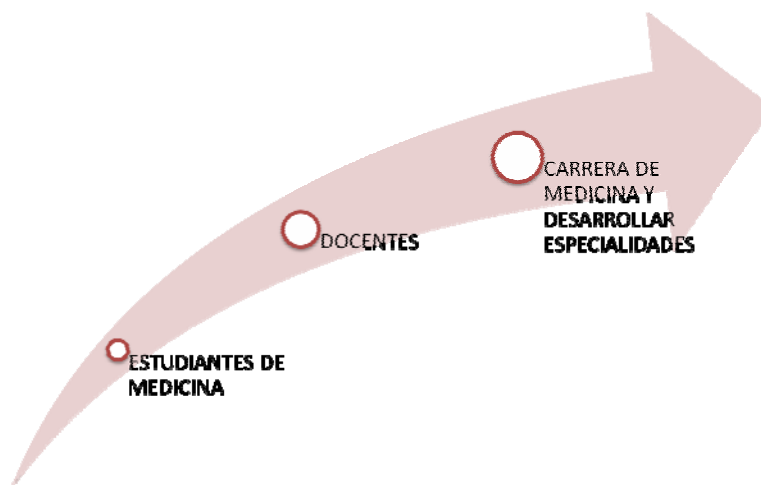 CARRERA DE
MEDICINA Y
DESARROLLAR
ESPECIALIDADES
DOCENTES
ESTUDIANTES DE
MEDICINA